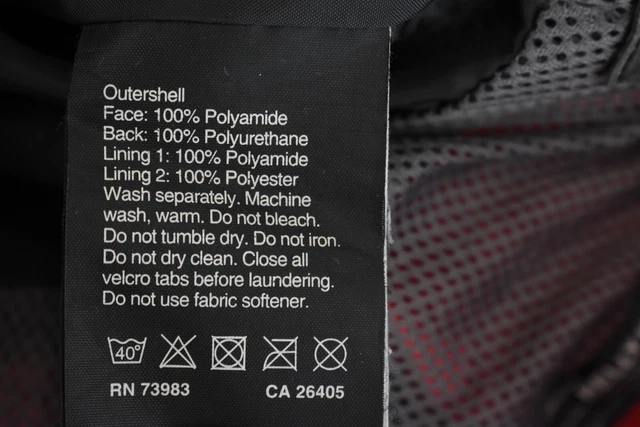 Outershell
Face: 100% Polyamide
Back: 100% Polyurethane
Lining 1: 100% Polyamide
Lining 2: 100% Polyester
Wash separately. Machine
wash, warm. Do not bleach.
Do not tumble dry. Do not iron.
Do not dry clean. Close all
velcro tabs before laundering.
Do not use fabric softener.
40°
RN 73983 CA 26405